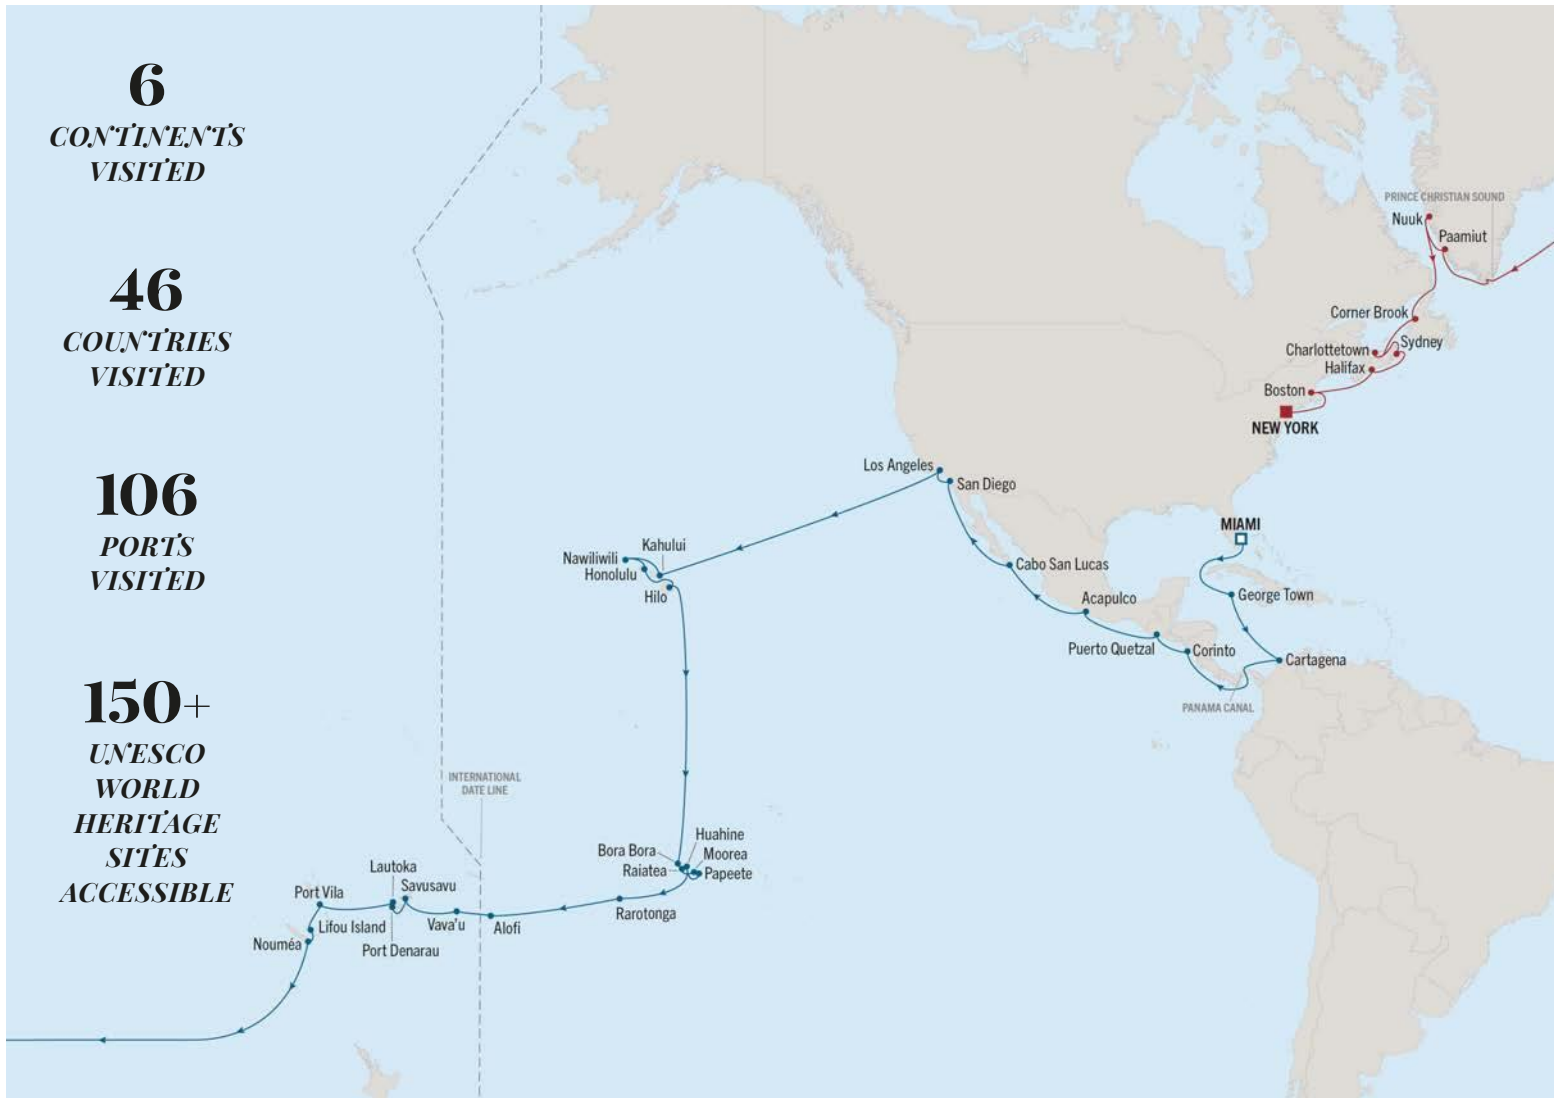 6
CONTINENTS
VISITED
46
COUNTRIES
VISITED
106
PORTS
VISITED
150+
UNESCO
WORLD
HERITAGE
SITES
ACCESSIBLE
PRINCE CHRISTIAN SOUND
Nuuk
Paamiut
Corner Brook
Sydney
Charlottetown
Halifax
Boston
NEW YORK
Los Angeles
San Diego
MIAMI
Kahului
Nawiliwili
Honolulu
Hilo
Cabo San Lucas
George Town
Acapulco
Puerto Quetzal
Corinto
Cartagena
PANAMA CANAL
INTERNATIONAL
DATE LINE
Huahine
Bora Bora
Moorea
Raiatea
Papeete
Lautoka
Savusavu
Port Vila
Rarotonga
Lifou Island
Vava'u
Alofi
Nouméa
Port Denarau